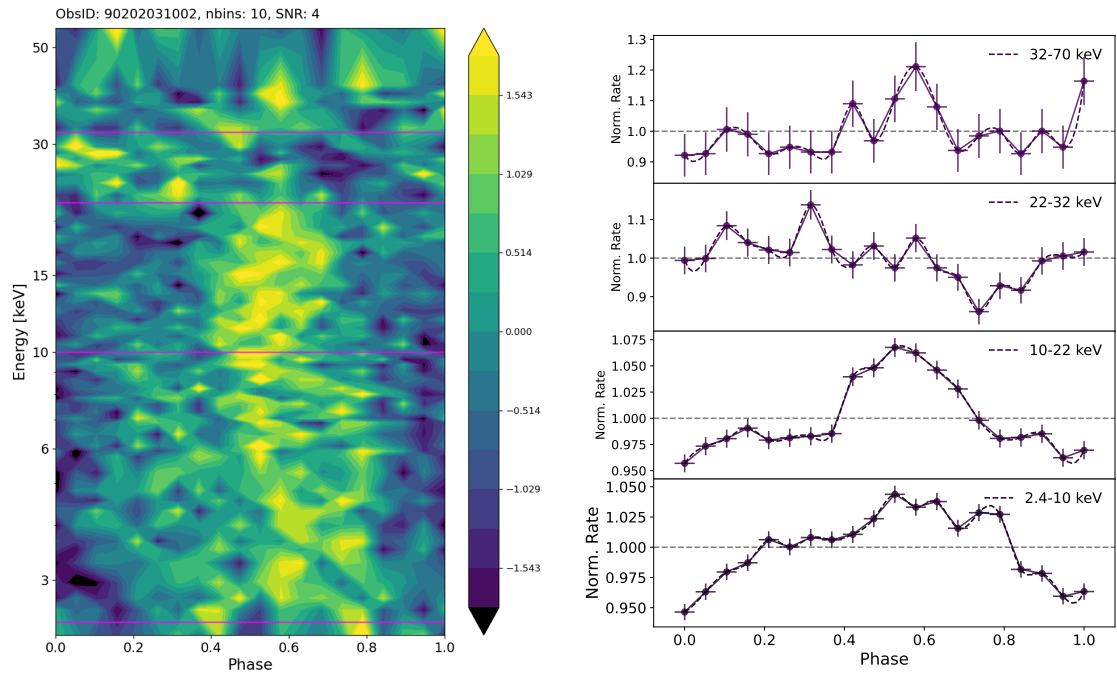 ObsID: 90202031002, nbins: 10, SNR: 4
50
30
15
10
6
3
Energy [keV]
0.0 0.2 0.4 0.6 0.8 1.0
Phase
1.543
1.029
0.514
0.000
−0.514
−1.029
−1.543
1.3
1.2
1.1
1.0
0.9
Norm. Rate
32-70 keV
1.1
1.0
0.9
Norm. Rate
22-32 keV
1.075
1.050
1.025
1.000
0.975
0.950
Norm. Rate
10-22 keV
1.050
1.025
1.000
0.975
0.950
Norm. Rate
2.4-10 keV
0.0 0.2 0.4 0.6 0.8 1.0
Phase